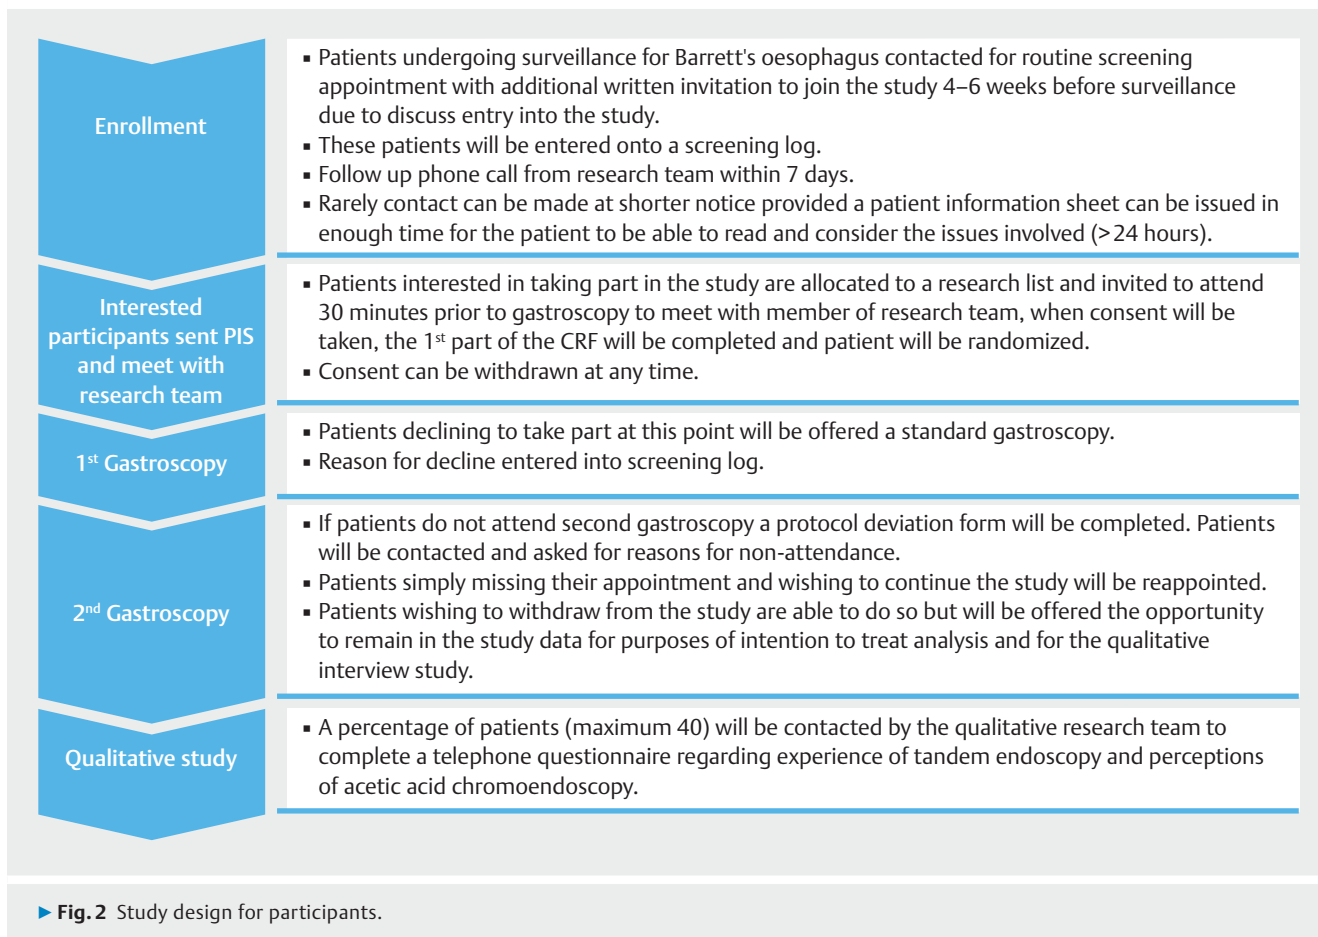 Enrollment
▪ Patients undergoing surveillance for Barrett's oesophagus contacted for routine screening
appointment with additional written invitation to join the study 4–6 weeks before surveillance
due to discuss entry into the study.
▪ These patients will be entered onto a screening log.
▪ Follow up phone call from research team within 7 days.
▪ Rarely contact can be made at shorter notice provided a patient information sheet can be issued in
enough time for the patient to be able to read and consider the issues involved (>24 hours).
Interested
participants sent PIS
and meet with
research team
▪ Patients interested in taking part in the study are allocated to a research list and invited to attend
30 minutes prior to gastroscopy to meet with member of research team, when consent will be
taken, the 1st part of the CRF will be completed and patient will be randomized.
▪ Consent can be withdrawn at any time.
1st Gastroscopy
▪ Patients declining to take part at this point will be offered a standard gastroscopy.
▪ Reason for decline entered into screening log.
2nd Gastroscopy
▪ If patients do not attend second gastroscopy a protocol deviation form will be completed. Patients
will be contacted and asked for reasons for non-attendance.
▪ Patients simply missing their appointment and wishing to continue the study will be reappointed.
▪ Patients wishing to withdraw from the study are able to do so but will be offered the opportunity
to remain in the study data for purposes of intention to treat analysis and for the qualitative
interview study.
Qualitative study
▪ A percentage of patients (maximum 40) will be contacted by the qualitative research team to
complete a telephone questionnaire regarding experience of tandem endoscopy and perceptions
of acetic acid chromoendoscopy.
▶ Fig. 2 Study design for participants.